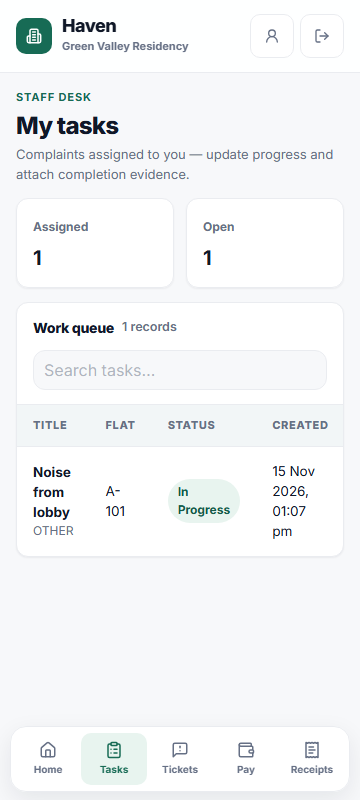 Haven
Green Valley Residency
STAFF DESK
My tasks
Complaints assigned to you — update progress and
attach completion evidence.
Assigned
1
Open
1
Work queue 1 records
Search tasks...
TITLE FLAT STATUS CREATED
Noise
from
lobby
OTHER
A-
101
In
Progress
15 Nov
2026,
01:07
pm
Home Tasks Tickets Pay Receipts